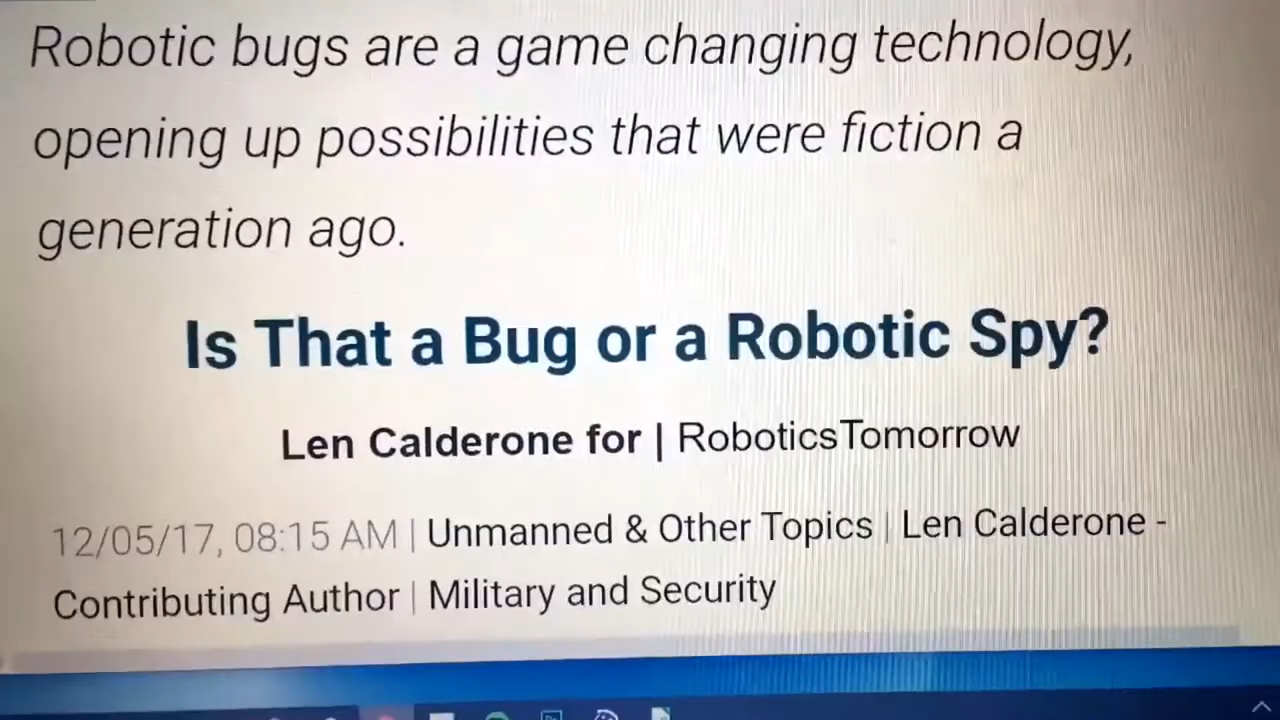 Robotic bugs are a game changing technology,
opening up possibilities that were fiction a
generation ago.
Is That a Bug or a Robotic Spy?
Len Calderone for | RoboticsTomorrow
12/05/17, 08:15 AM | Unmanned & Other Topics | Len Calderone -
Contributing Author | Military and Security